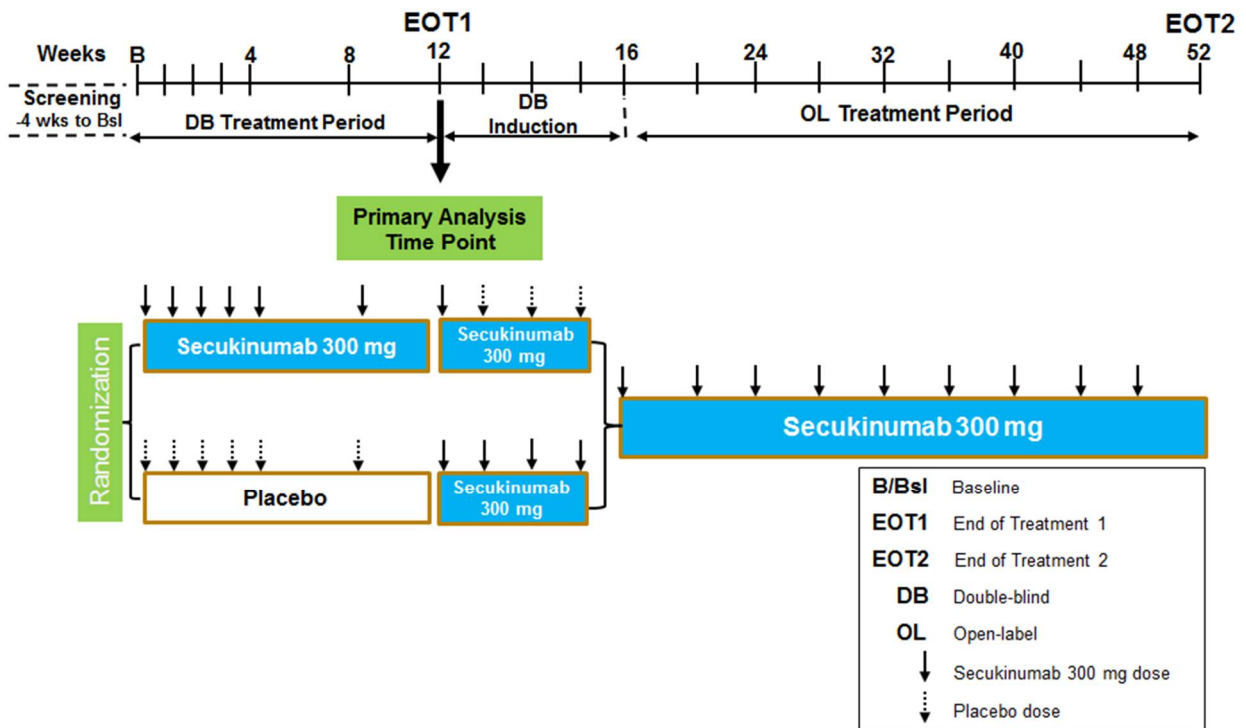 EOT1
EOT2
Weeks B 4 8 12 16 24 32 40 48 52
Screening
-4 wks to Bsl
DB Treatment Period
DB
Induction
OL Treatment Period
Primary Analysis
Time Point
Randomization
Secukinumab 300 mg
Secukinumab
300 mg
Secukinumab 300 mg
Placebo
Secukinumab
300 mg
B/Bsl Baseline
EOT1 End of Treatment 1
EOT2 End of Treatment 2
DB Double-blind
OL Open-label
Secukinumab 300 mg dose
Placebo dose